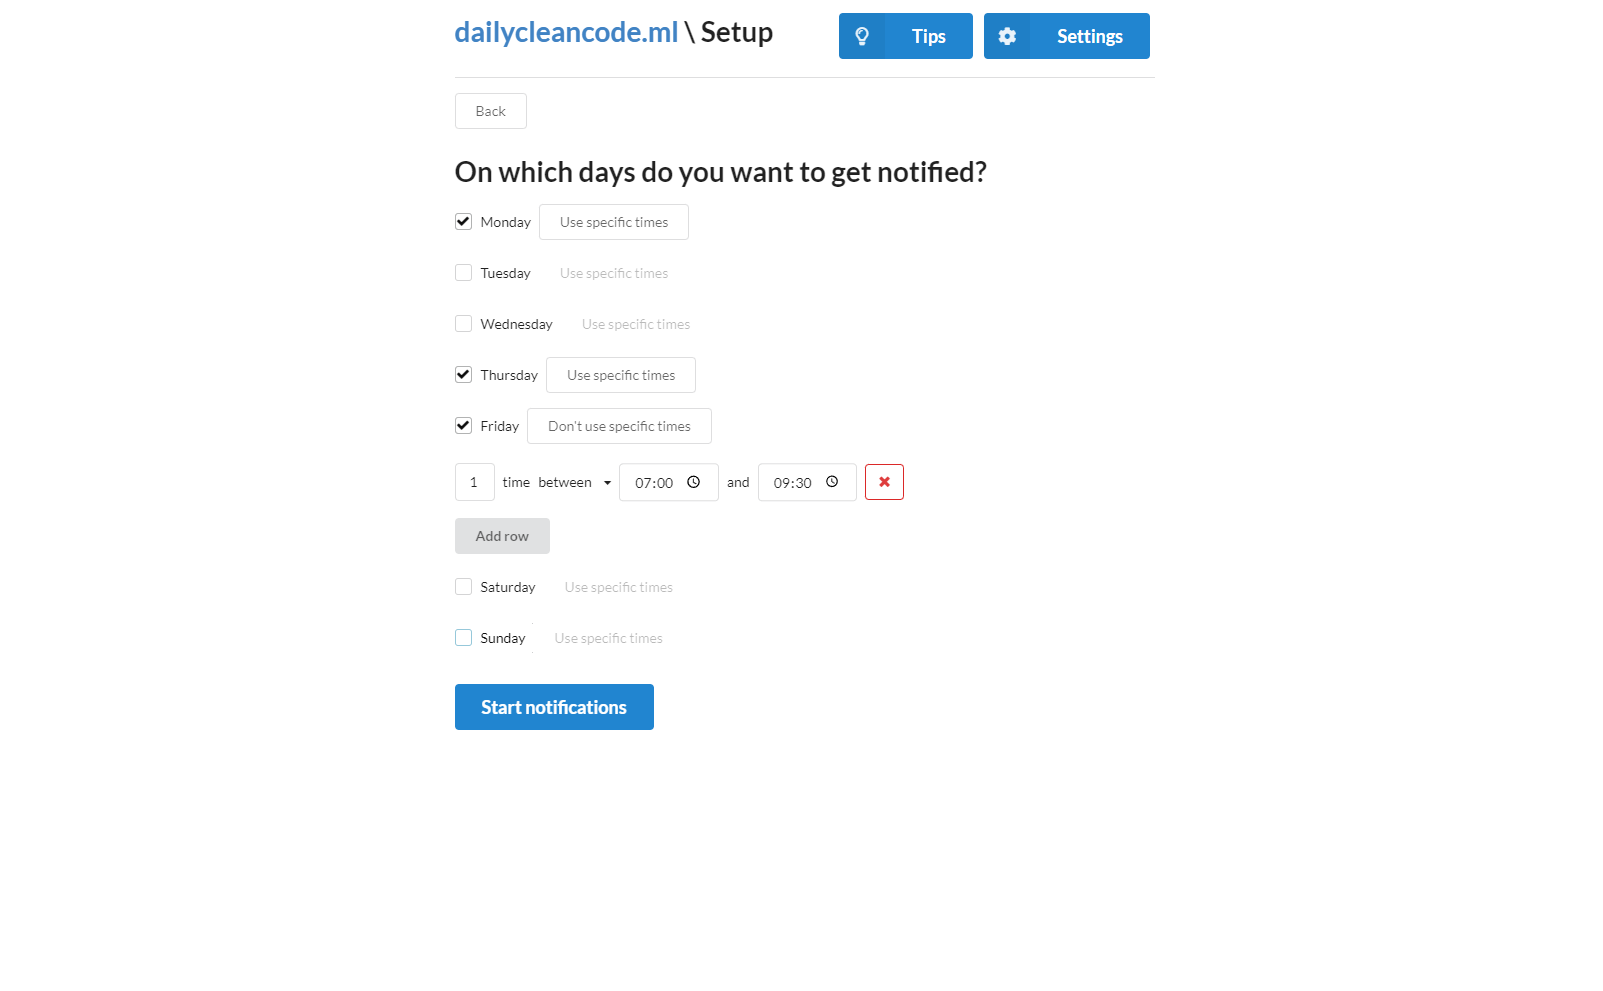 dailycleancode.ml \ Setup
Tips
Settings
Back
On which days do you want to get notified?
Monday Use specific times
Tuesday Use specific times
Wednesday Use specific times
Thursday Use specific times
Friday Don't use specific times
1 time between 07:00 and 09:30
Add row
Saturday Use specific times
Sunday Use specific times
Start notifications